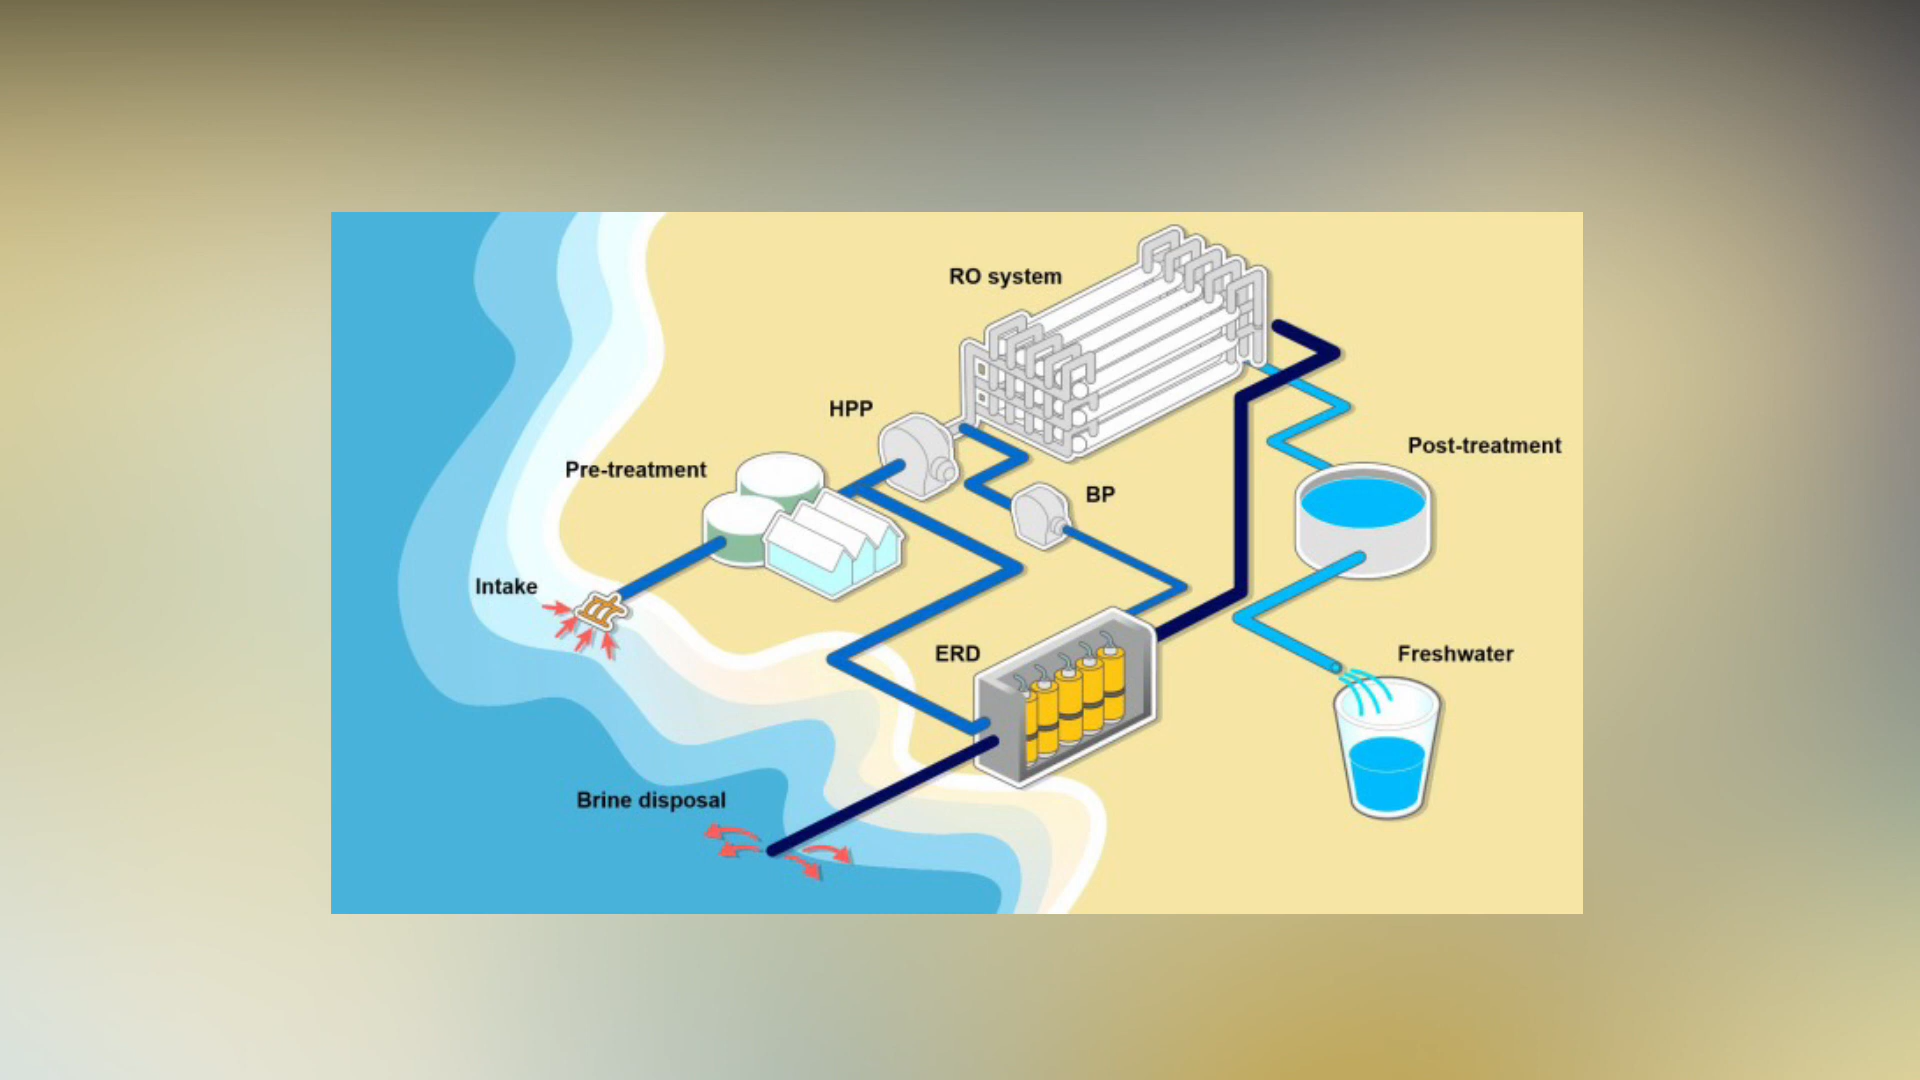 RO system
HPP
Pre-treatment
Post-treatment
BP
Intake
ERD
Freshwater
Brine disposal